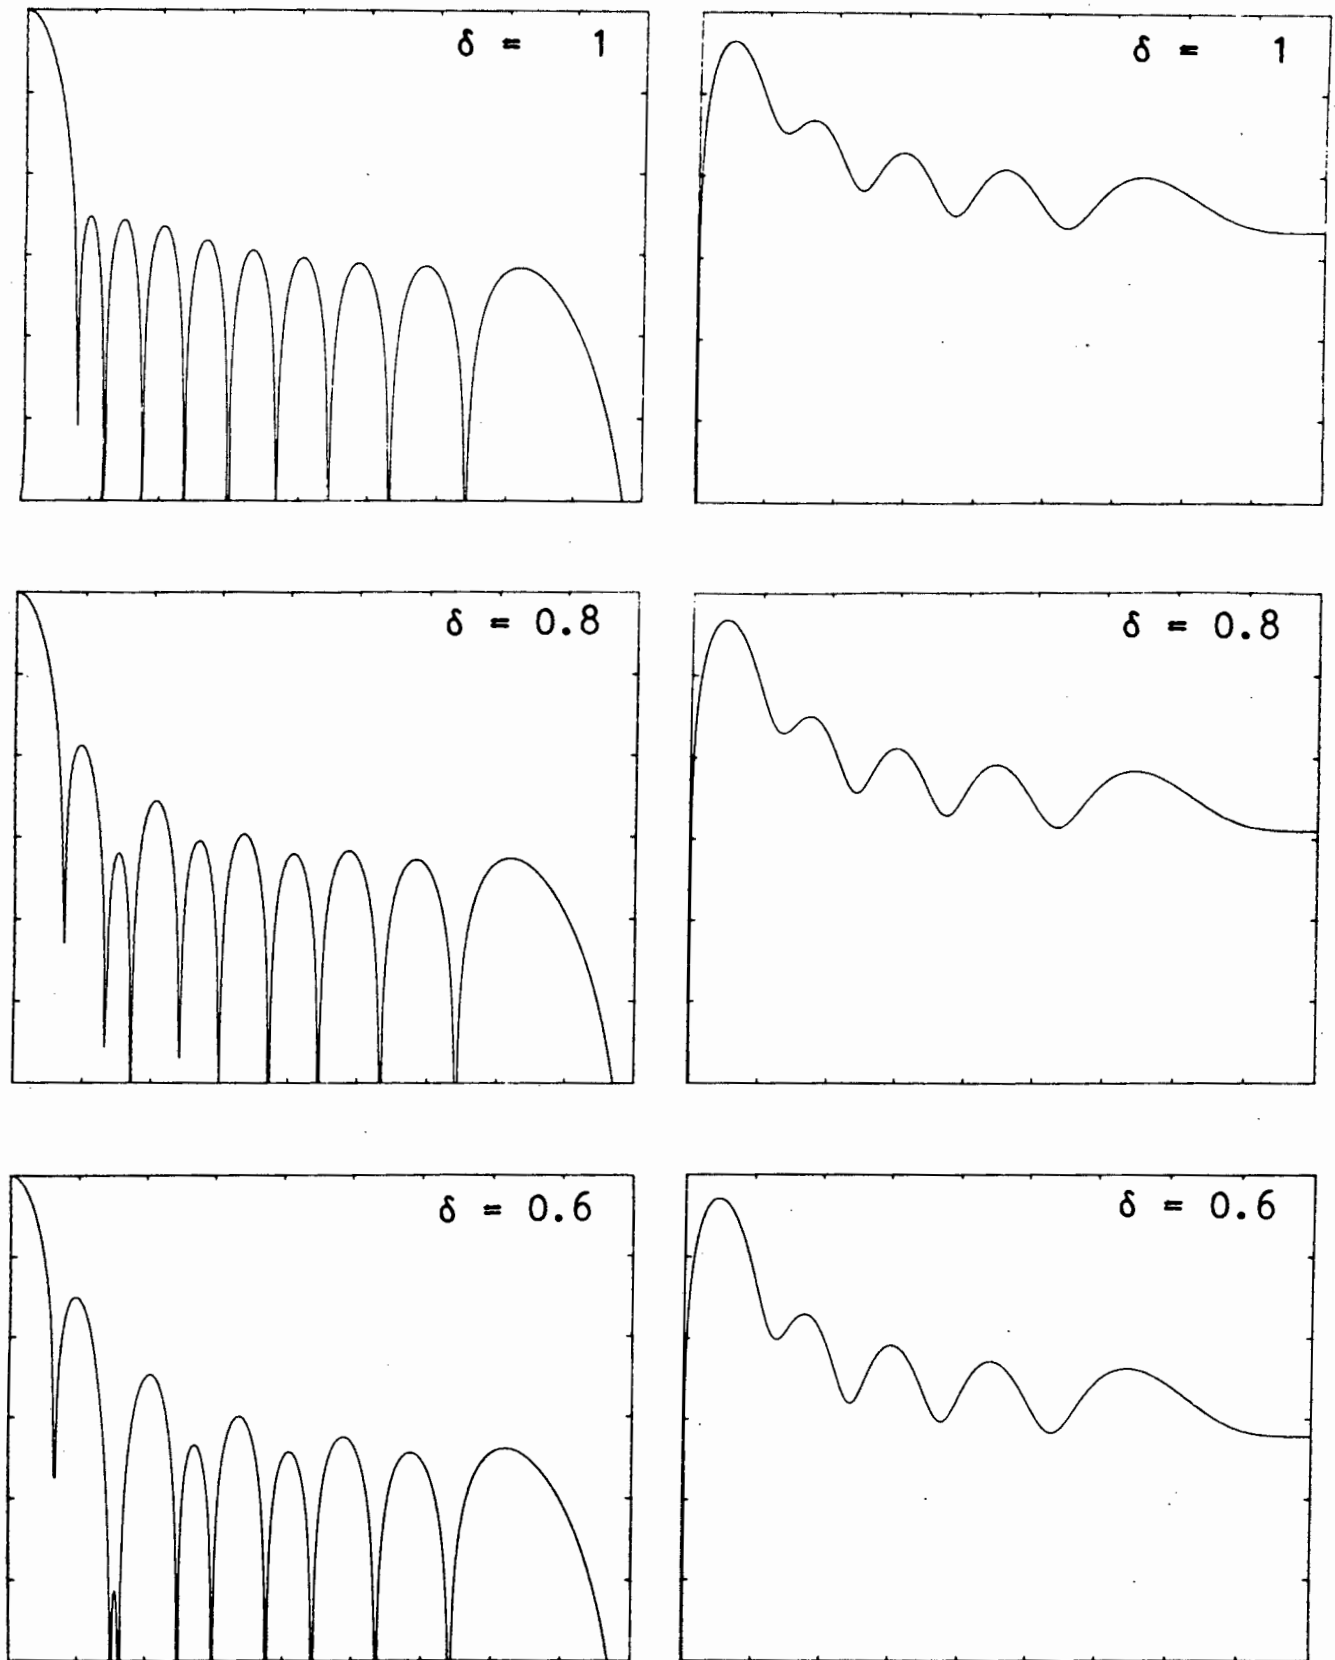 δ = 1
δ = 1
δ = 0.8
δ = 0.8
δ = 0.6
δ = 0.6